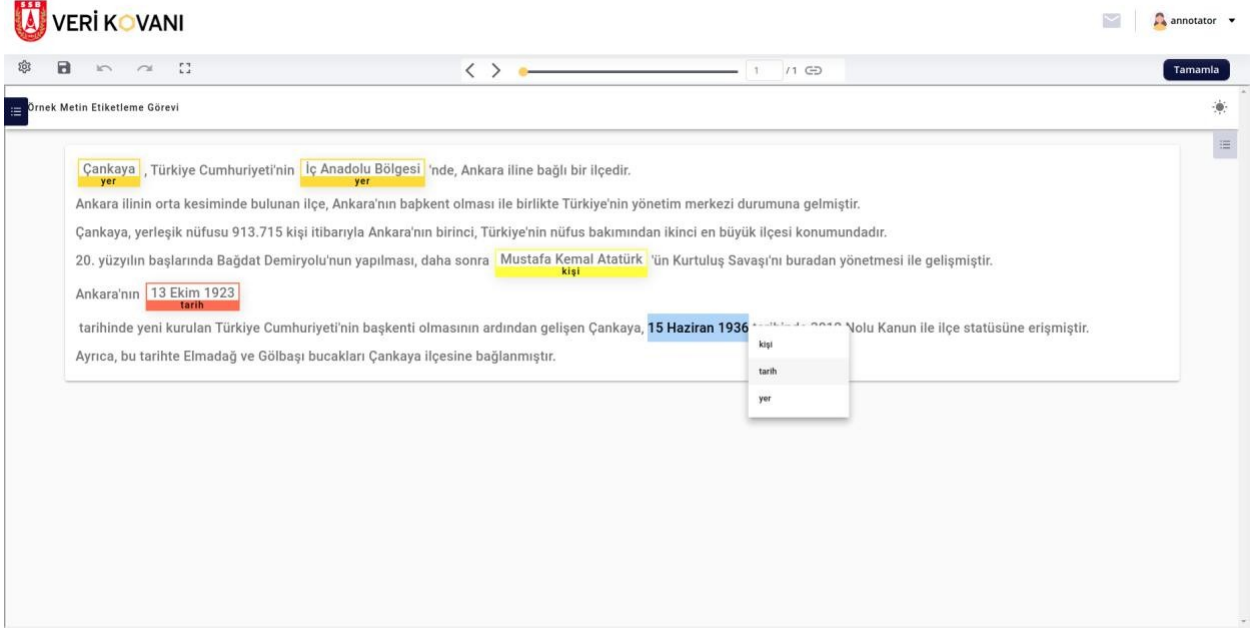 SSB
VERİ KOVANI
annotator
1 /1
Tamamla
Örnek Metin Etiketleme Görevi
Çankaya , Türkiye Cumhuriyeti'nin İç Anadolu Bölgesi 'nde, Ankara iline bağlı bir ilçedir.
yer yer
Ankara ilinin orta kesiminde bulunan ilçe, Ankara'nın baþkent olması ile birlikte Türkiye'nin yönetim merkezi durumuna gelmiştir.
Çankaya, yerleşik nüfusu 913.715 kişi itibarıyla Ankara'nın birinci, Türkiye'nin nüfus bakımından ikinci en büyük ilçesi konumundadır.
20. yüzyılın başlarında Bağdat Demiryolu'nun yapılması, daha sonra Mustafa Kemal Atatürk 'ün Kurtuluş Savaşı'nı buradan yönetmesi ile gelişmiştir.
kişi
Ankara'nın 13 Ekim 1923
tarih
tarihinde yeni kurulan Türkiye Cumhuriyeti'nin başkenti olmasının ardından gelişen Çankaya, 15 Haziran 1936 Nolu Kanun ile ilçe statüsüne erişmiştir.
kişi
Ayrıca, bu tarihte Elmadağ ve Gölbaşı bucakları Çankaya ilçesine bağlanmıştır.
tarih
yer